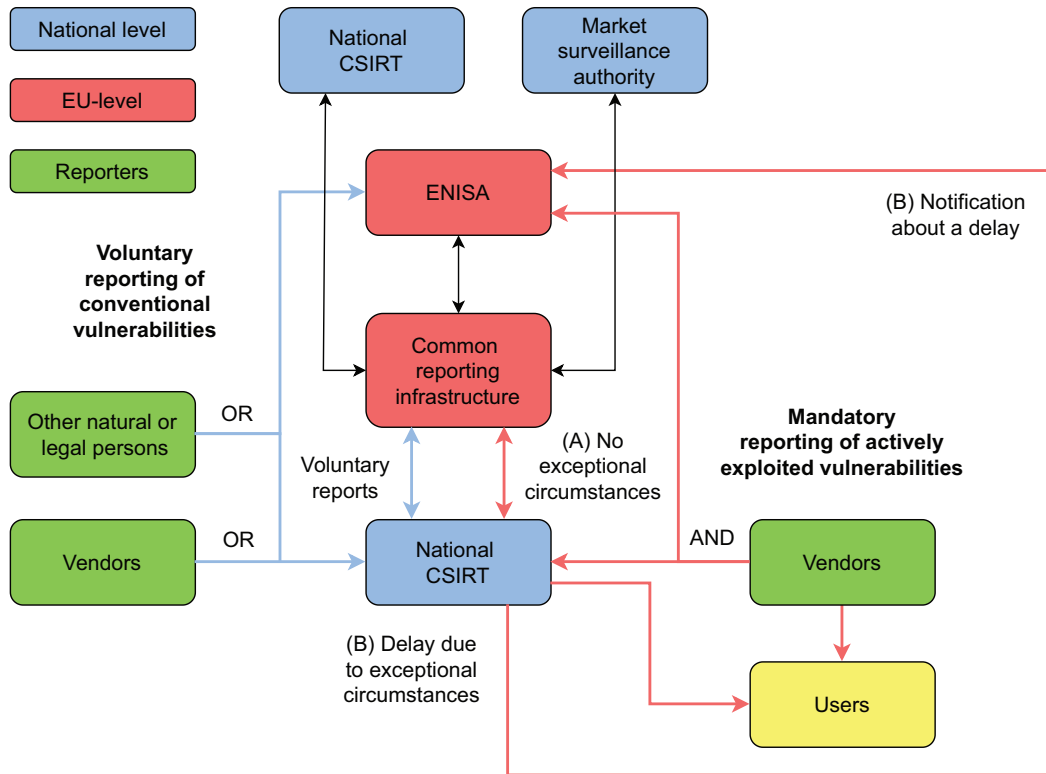 National level
EU-level
Reporters
National
CSIRT
Market
surveillance
authority
ENISA
(B) Notification
about a delay
Voluntary
reporting of
conventional
vulnerabilities
Common
reporting
infrastructure
Other natural or
legal persons
OR
Voluntary
reports
(A) No
exceptional
circumstances
Mandatory
reporting of actively
exploited vulnerabilities
Vendors
OR
National
CSIRT
AND
Vendors
(B) Delay due
to exceptional
circumstances
Users